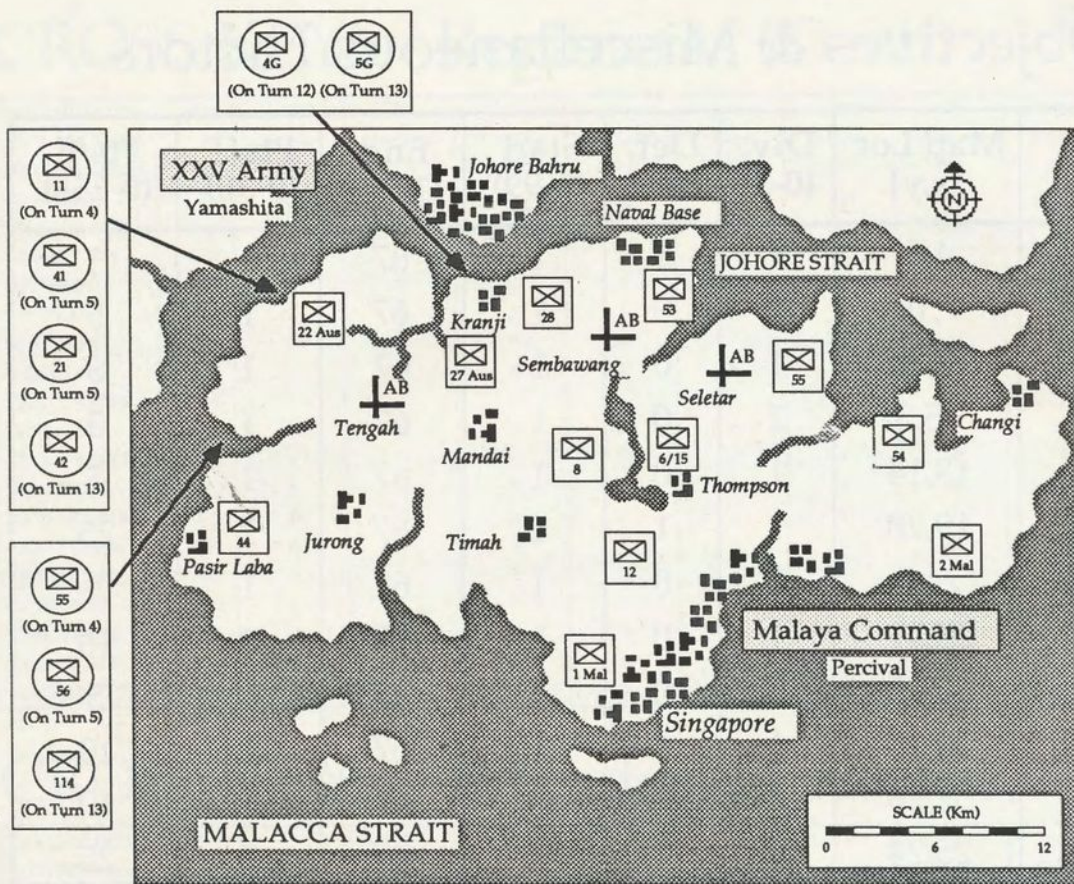 Objectives & Miscellaneous Factors
4G
5G
(On Turn 12)
(On Turn 13)
11
(On Turn 4)
41
(On Turn 5)
21
(On Turn 5)
42
(On Turn 13)
55
(On Turn 4)
56
(On Turn 5)
114
(On Turn 13)
XXV Army
Yamashita
Johore Bahru
Naval Base
N
JOHORE STRAIT
22 Aus
Kranji
28
53
AB
Sembawang
27 Aus
AB
Seletar
55
AB
Tengah
Mandai
8
6/15
54
Changi
Thompson
44
Pasir Laba
Jurong
Timah
12
2 Mal
1 Mal
Malaya Command
Percival
Singapore
MALACCA STRAIT
SCALE (Km)
0
6
12